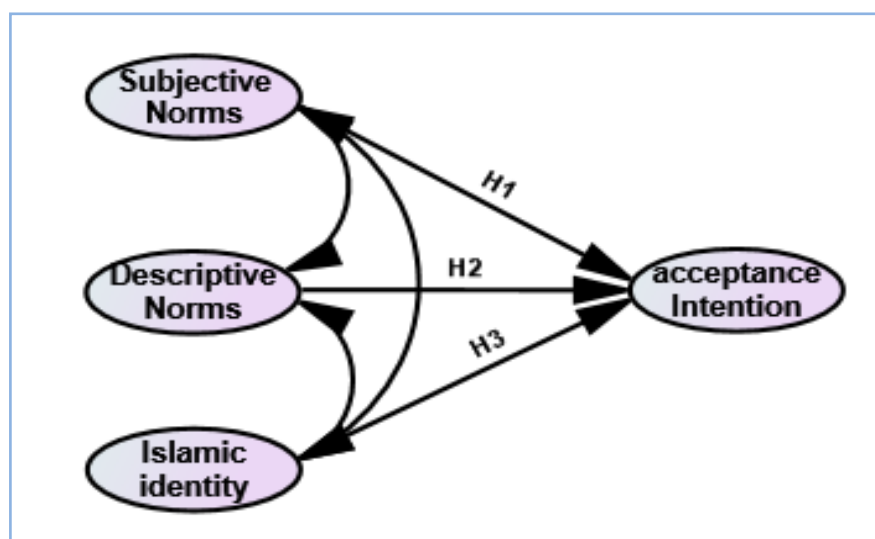 Subjective
Norms
H1
Descriptive
Norms
H2
acceptance
Intention
H3
Islamic
identity